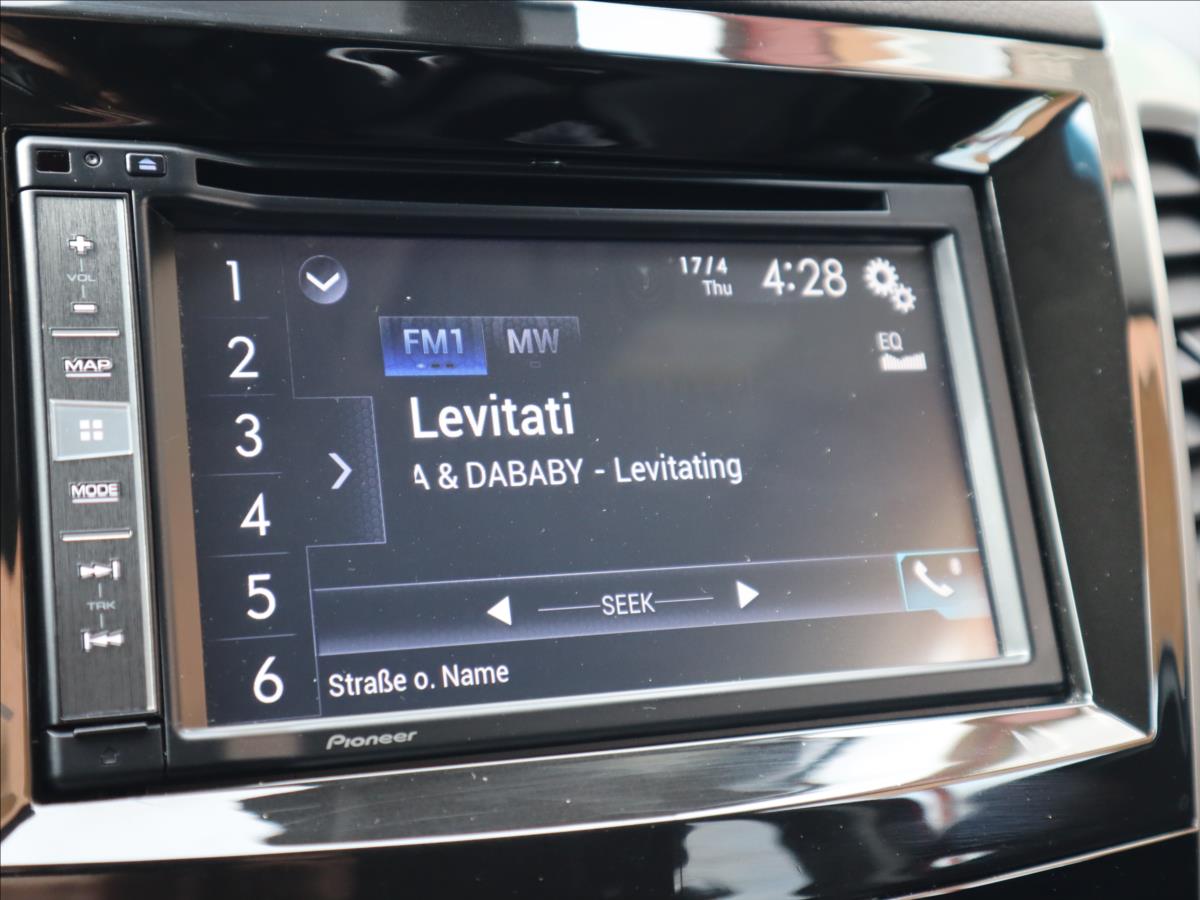 VOL
MAP
MODE
TRK
1
2
3
4
5
6
17/4
Thu
4:28
FM1
MW
EQ
Levitati
A & DABABY - Levitating
SEEK
Straße o. Name
Pioneer